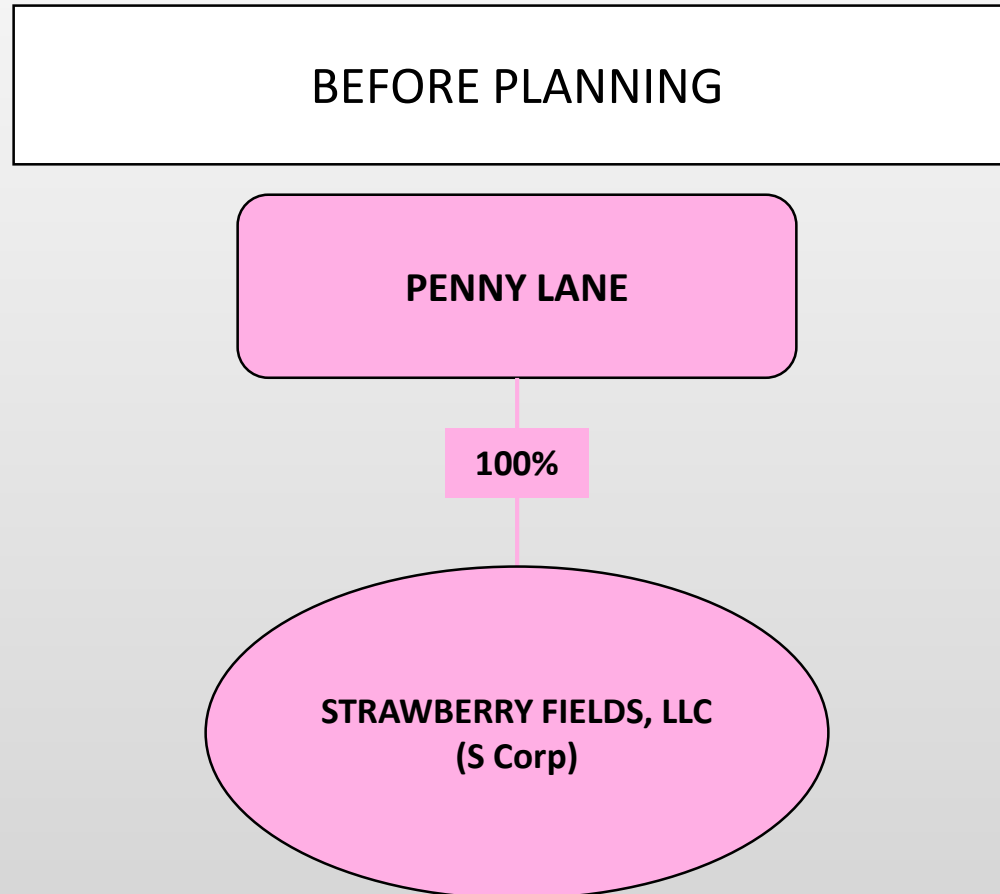 BEFORE PLANNING
PENNY LANE
100%
STRAWBERRY FIELDS, LLC
(S Corp)